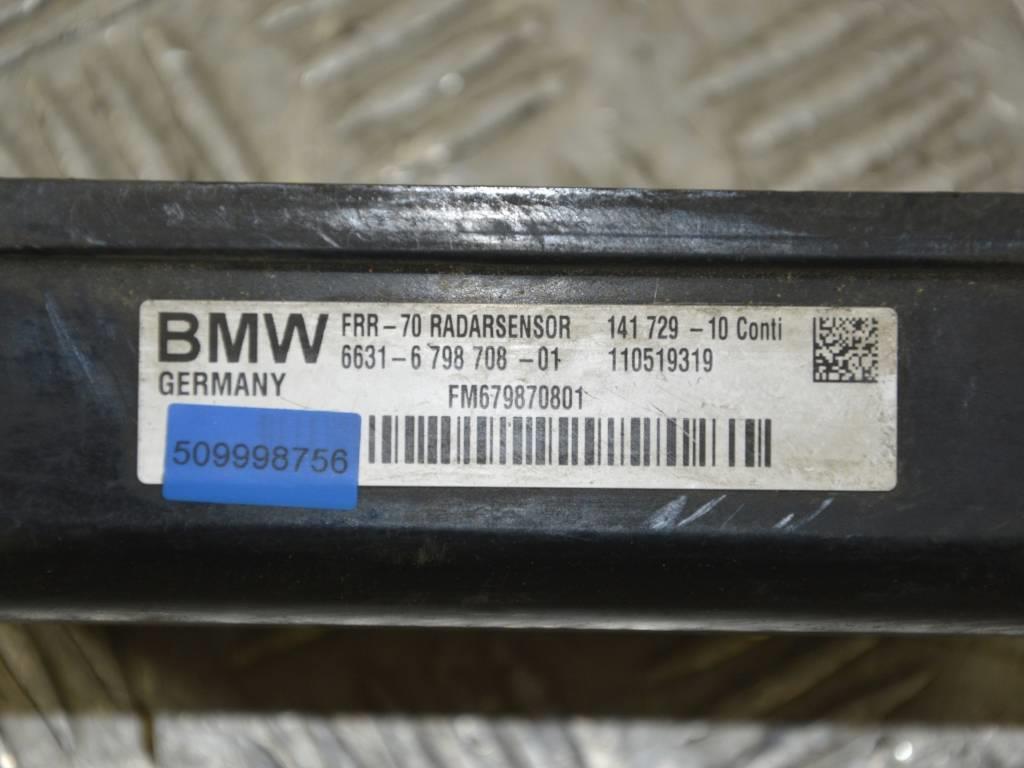 BMW FRR-70 RADARSENSOR 141 729 -10 Conti
6631-6 798 708 -01 110519319
GERMANY FM679870801
509998756